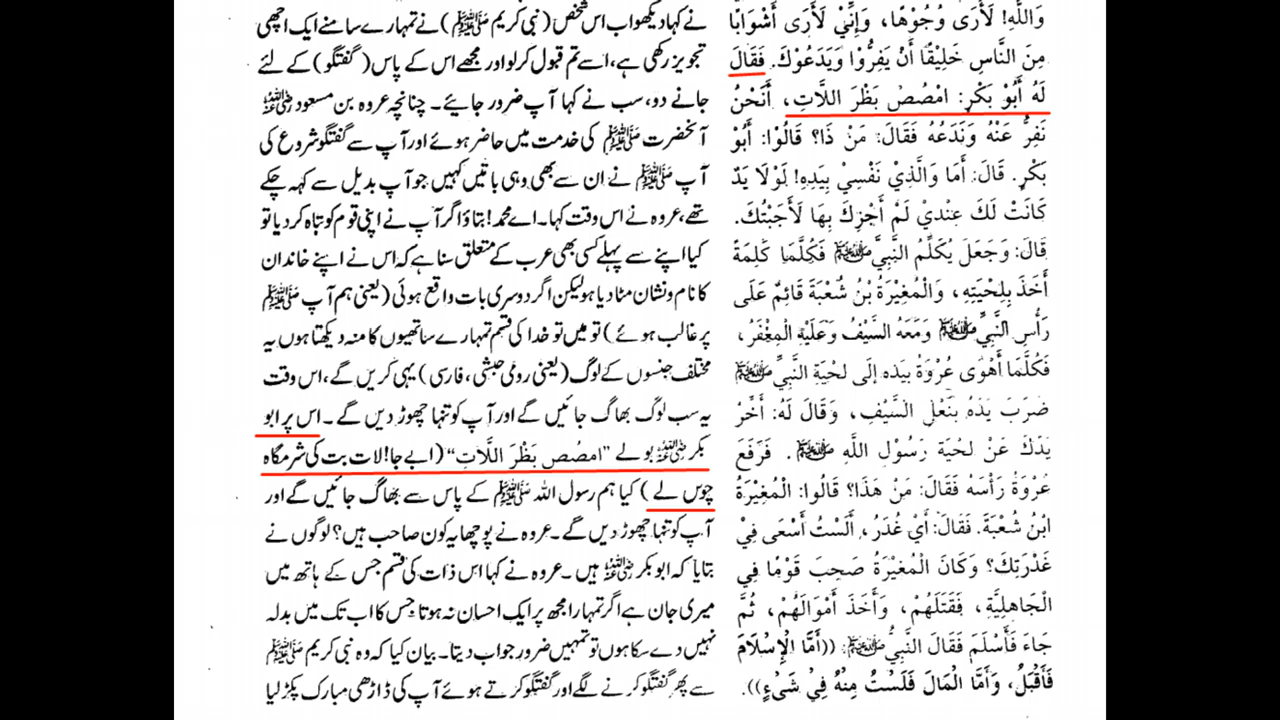 وَاللَّهِ! لَأَرَى وُجُوْهًا، وَإِنِّيْ لَأَرَى أَشْوَابًا
مِنَ النَّاسِ خَلِيْقًا أَنْ يَفِرُّوْا وَيَدَعُوْكَ. فَقَالَ
لَهُ أَبُوْ بَكْرٍ: امْصُصْ بَظْرَ اللَّاتِ، أَنَحْنُ
نَفِرُّ عَنْهُ وَنَدَعُهُ فَقَالَ: مَنْ ذَا؟ قَالُوْا: أَبُوْ
بَكْرٍ. قَالَ: أَمَا وَالَّذِيْ نَفْسِيْ بِيَدِهِ! لَوْلَا يَدٌ
كَانَتْ لَكَ عِنْدِيْ لَمْ أَجْزِكَ بِهَا لَأَجَبْتُكَ.
قَالَ: وَجَعَلَ يُكَلِّمُ النَّبِيَّ ﷺ فَكُلَّمَا كَلِمَةً
أَخَذَ بِلِحْيَتِهِ، وَالْمُغِيْرَةُ بْنُ شُعْبَةَ قَائِمٌ عَلَى
رَأْسِ النَّبِيِّ ﷺ وَمَعَهُ السَّيْفُ وَعَلَيْهِ الْمِغْفَرُ،
فَكُلَّمَا أَهْوَى عُرْوَةُ بِيَدِهِ إِلَى لِحْيَةِ النَّبِيِّ ﷺ
ضَرَبَ يَدَهُ بِنَعْلِ السَّيْفِ، وَقَالَ لَهُ: أَخِّرْ
يَدَكَ عَنْ لِحْيَةِ رَسُوْلِ اللَّهِ ﷺ. فَرَفَعَ
عُرْوَةُ رَأْسَهُ فَقَالَ: مَنْ هَذَا؟ قَالُوْا: الْمُغِيْرَةُ
ابْنُ شُعْبَةَ. فَقَالَ: أَيْ غُدَرُ، أَلَسْتُ أَسْعَى فِيْ
غَدْرَتِكَ؟ وَكَانَ الْمُغِيْرَةُ صَحِبَ قَوْمًا فِي
الْجَاهِلِيَّةِ، فَقَتَلَهُمْ، وَأَخَذَ أَمْوَالَهُمْ، ثُمَّ
جَاءَ فَأَسْلَمَ فَقَالَ النَّبِيُّ ﷺ: ((أَمَّا الْإِسْلَامَ
فَأَقْبَلُ، وَأَمَّا الْمَالَ فَلَسْتُ مِنْهُ فِيْ شَيْءٍ)).
نے کہا دیکھو اب اس شخص (نبی کریم ﷺ) نے تمہارے سامنے ایک اچھی
تجویز رکھی ہے، اسے تم قبول کر لو اور مجھے اس کے پاس (گفتگو) کے لئے
جانے دو، سب نے کہا آپ ضرور جائیے۔ چنانچہ عروہ بن مسعود رضی اللہ عنہ
آنحضرت ﷺ کی خدمت میں حاضر ہوئے اور آپ سے گفتگو شروع کی
آپ ﷺ نے ان سے بھی وہی باتیں کہیں جو آپ بدیل سے کہہ چکے
تھے، عروہ نے اس وقت کہا۔ اے محمد! بتاؤ اگر آپ نے اپنی قوم کو تباہ کر دیا تو
کیا اپنے سے پہلے کسی بھی عرب کے متعلق سنا ہے کہ اس نے اپنے خاندان
کا نام و نشان مٹا دیا ہو لیکن اگر دوسری بات واقع ہوئی (یعنی ہم آپ ﷺ
پر غالب ہوئے) تو میں تو خدا کی قسم تمہارے ساتھیوں کا منہ دیکھتا ہوں یہ
مختلف جنسوں کے لوگ (یعنی رومی حبشی، فارسی) یہی کریں گے، اس وقت
یہ سب لوگ بھاگ جائیں گے اور آپ کو تنہا چھوڑ دیں گے۔ اس پر ابو
بکر رضی اللہ عنہ بولے ”امْصُصْ بَظْرَ اللَّاتِ“ (ابے جا! لات بت کی شرمگاہ
چوس لے) کیا ہم رسول اللہ ﷺ کے پاس سے بھاگ جائیں گے اور
آپ کو تنہا چھوڑ دیں گے۔ عروہ نے پوچھا یہ کون صاحب ہیں؟ لوگوں نے
بتایا کہ ابوبکر رضی اللہ عنہ ہیں۔ عروہ نے کہا اس ذات کی قسم جس کے ہاتھ میں
میری جان ہے اگر تمہارا مجھ پر ایک احسان نہ ہوتا جس کا اب تک میں بدلہ
نہیں دے سکا ہوں تو تمہیں ضرور جواب دیتا۔ بیان کیا کہ وہ نبی کریم ﷺ
سے پھر گفتگو کرنے لگے اور گفتگو کرتے ہوئے آپ کی ڈاڑھی مبارک پکڑ لیا